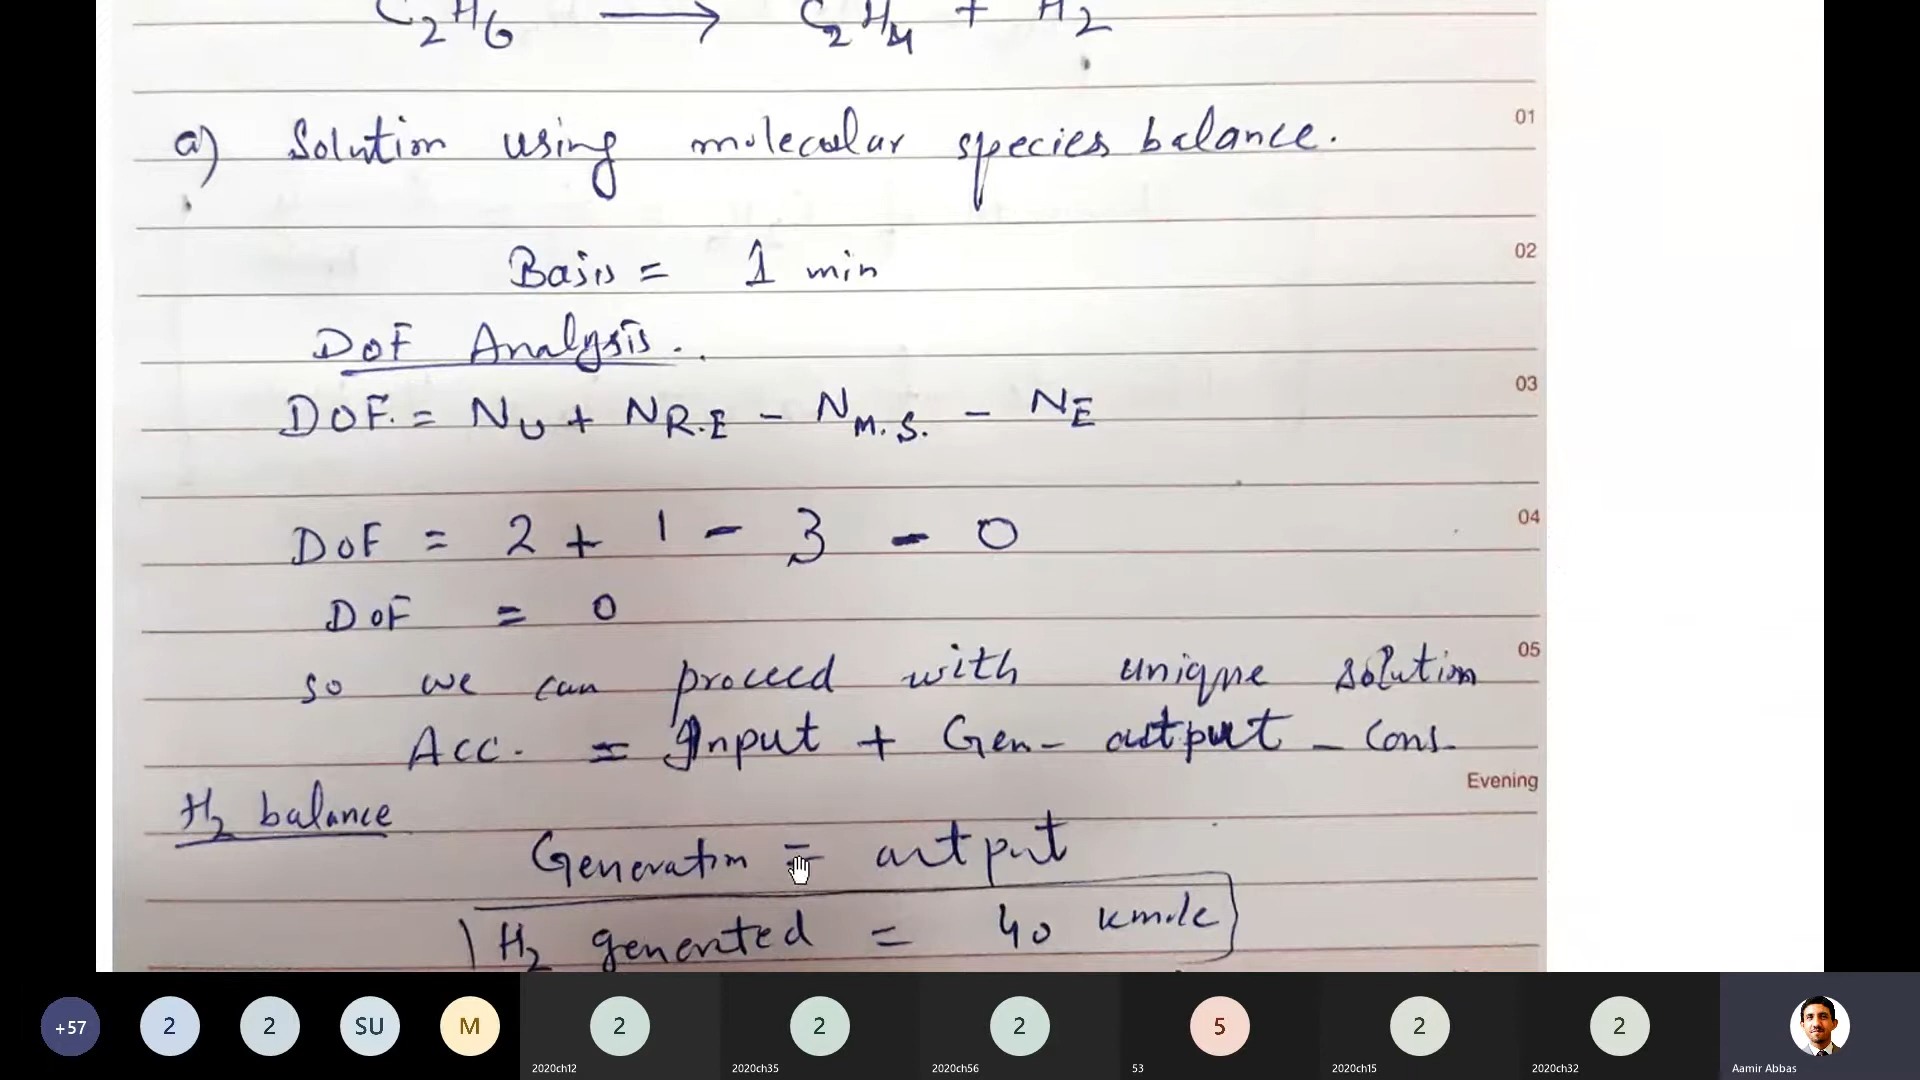 C2H6 ⟶ C2H4 + H2
01
a) Solution using molecular species balance.
02
Basis = 1 min
DOF Analysis.
03
DOF. = NU + NR.E - NM.S. - NE
04
DOF = 2 + 1 - 3 - 0
DOF = 0
05
so we can proceed with unique solution
Acc. = Input + Gen - output - Cons.
Evening
H2 balance
Generation = output
H2 generated = 40 kmole
+57 2 2 SU M 2 2 2 5 2 2
2020ch12 2020ch35 2020ch56 53 2020ch15 2020ch32 Aamir Abbas